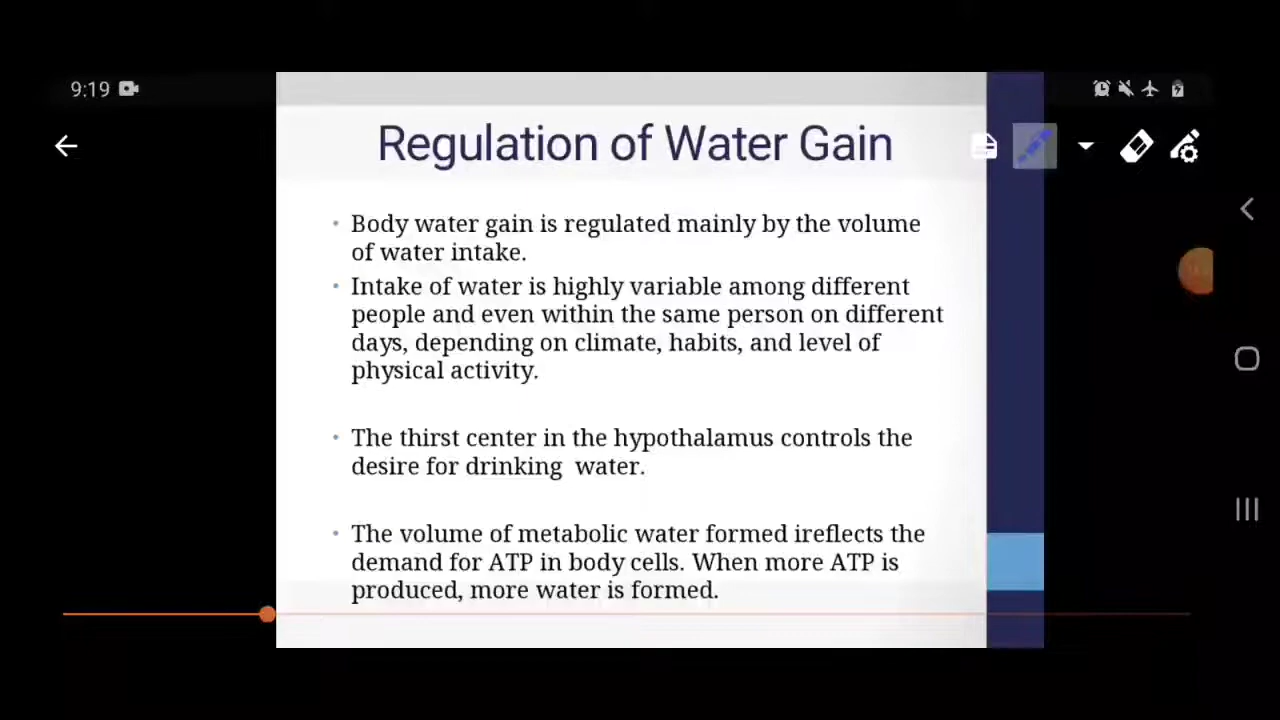 9:19
Regulation of Water Gain
• Body water gain is regulated mainly by the volume
of water intake.
• Intake of water is highly variable among different
people and even within the same person on different
days, depending on climate, habits, and level of
physical activity.
• The thirst center in the hypothalamus controls the
desire for drinking  water.
• The volume of metabolic water formed ireflects the
demand for ATP in body cells. When more ATP is
produced, more water is formed.